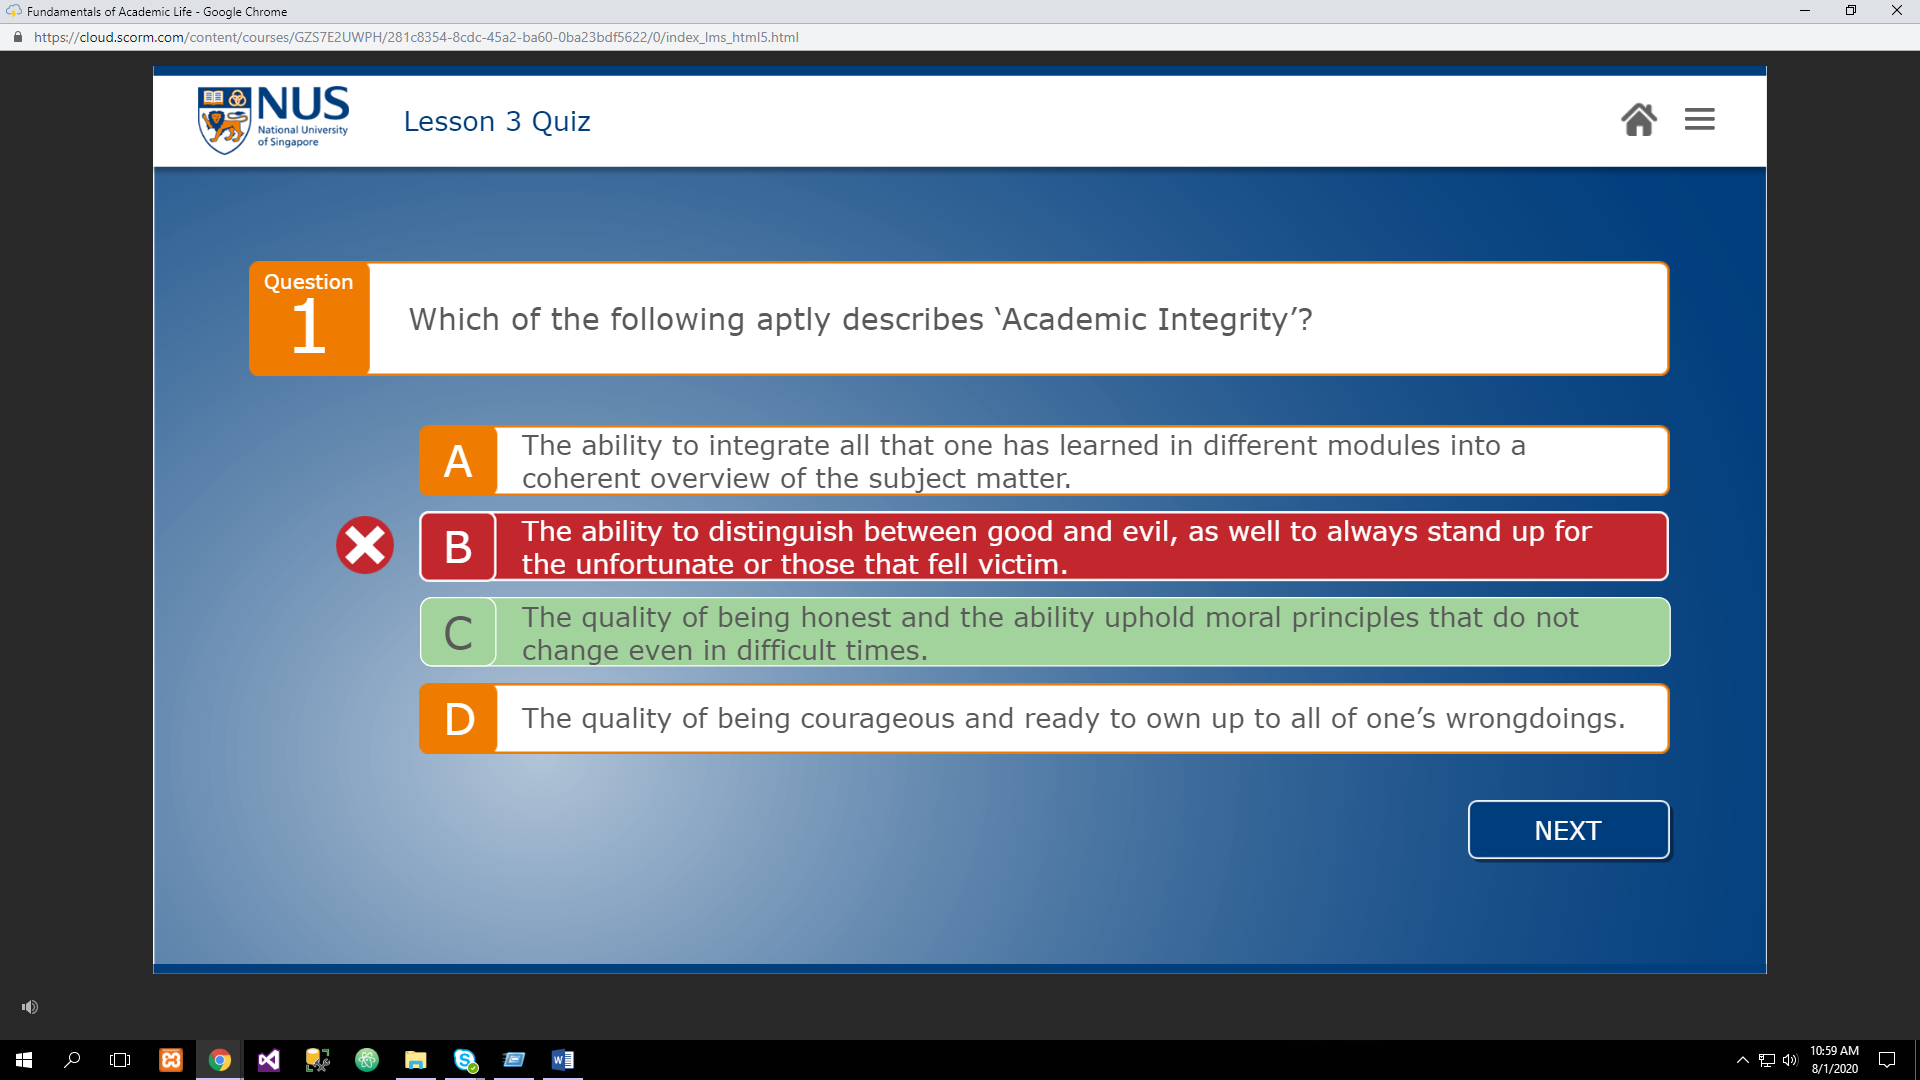 Fundamentals of Academic Life - Google Chrome
https://cloud.scorm.com/content/courses/GZS7E2UWPH/281c8354-8cdc-45a2-ba60-0ba23bdf5622/0/index_lms_html5.html
NUS
National University
of Singapore
Lesson 3 Quiz
Question
1
Which of the following aptly describes ‘Academic Integrity’?
A
The ability to integrate all that one has learned in different modules into a
coherent overview of the subject matter.
B
The ability to distinguish between good and evil, as well to always stand up for
the unfortunate or those that fell victim.
C
The quality of being honest and the ability uphold moral principles that do not
change even in difficult times.
D
The quality of being courageous and ready to own up to all of one’s wrongdoings.
NEXT
10:59 AM
8/1/2020